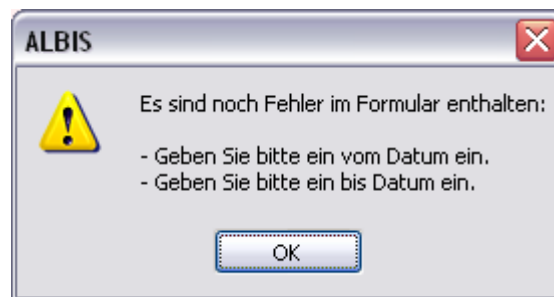 ALBIS
Es sind noch Fehler im Formular enthalten:
- Geben Sie bitte ein vom Datum ein.
- Geben Sie bitte ein bis Datum ein.
OK